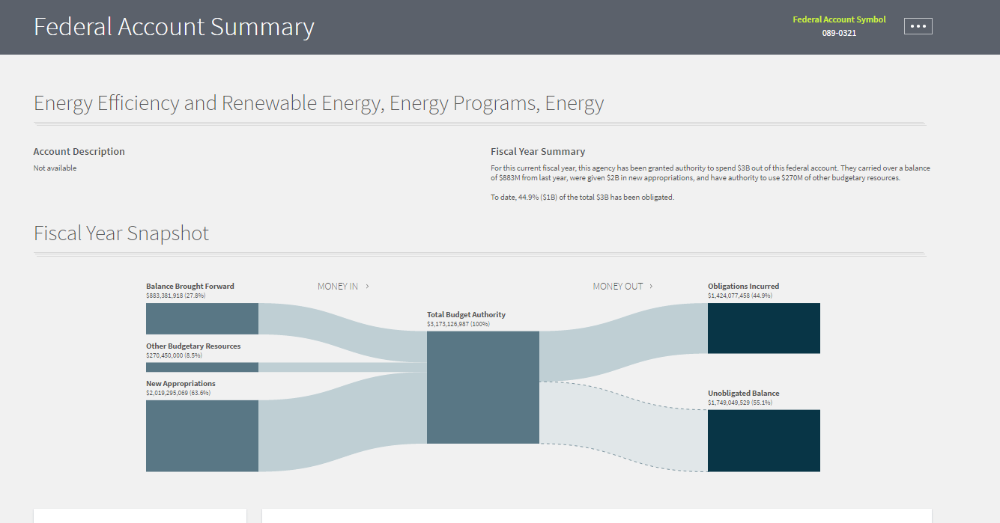 Federal Account Summary
Federal Account Symbol
089-0321
Energy Efficiency and Renewable Energy, Energy Programs, Energy
Account Description
Not available
Fiscal Year Summary
For this current fiscal year, this agency has been granted authority to spend $3B out of this federal account. They carried over a balance
of $883M from last year, were given $2B in new appropriations, and have authority to use $270M of other budgetary resources.
To date, 44.9% ($1B) of the total $3B has been obligated.
Fiscal Year Snapshot
MONEY IN >
MONEY OUT >
Balance Brought Forward
$883,381,918 (27.8%)
Other Budgetary Resources
$270,450,000 (8.5%)
New Appropriations
$2,019,295,069 (63.6%)
Total Budget Authority
$3,173,126,987 (100%)
Obligations Incurred
$1,424,077,458 (44.9%)
Unobligated Balance
$1,749,049,529 (55.1%)